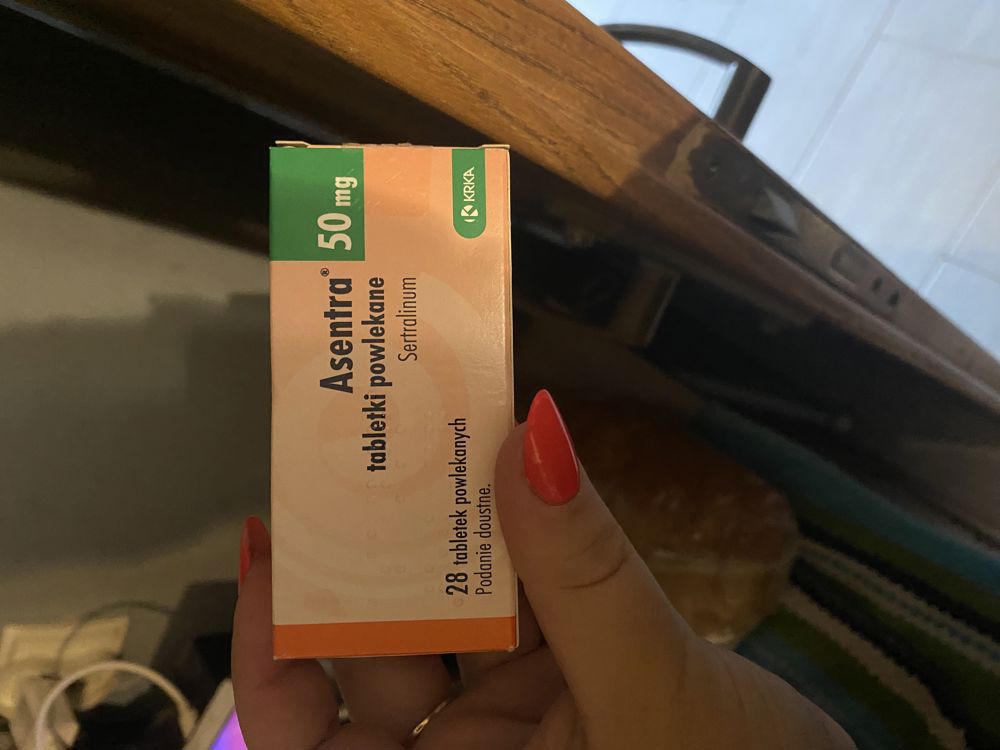 Asentra® 50 mg
tabletki powlekane
Sertralinum
KRKA
28 tabletek powlekanych
Podanie doustne.